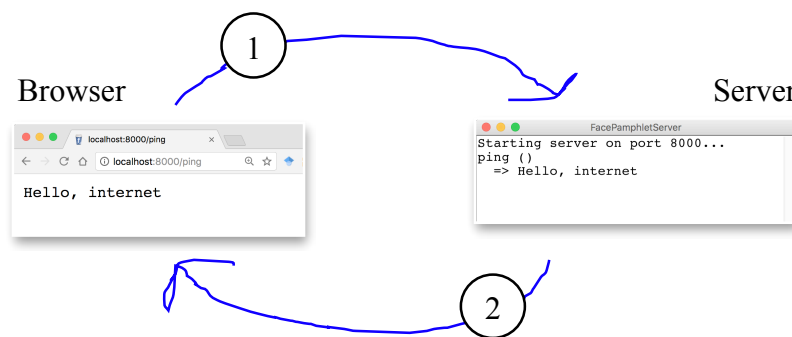 1
Browser
Server
localhost:8000/ping
localhost:8000/ping
Hello, internet
FacePamphletServer
Starting server on port 8000...
ping ()
=> Hello, internet
2